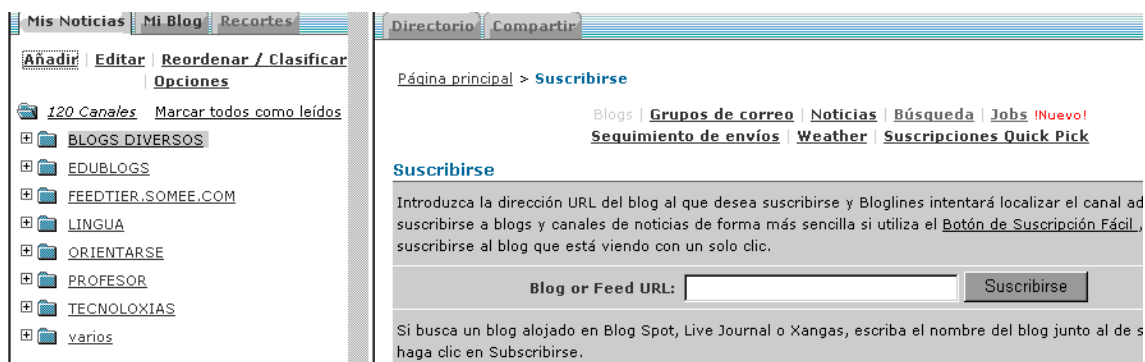 Mis Noticias Mi Blog Recortes
Añadir | Editar | Reordenar / Clasificar
| Opciones
120 Canales Marcar todos como leídos
BLOGS DIVERSOS
EDUBLOGS
FEEDTIER.SOMEE.COM
LINGUA
ORIENTARSE
PROFESOR
TECNOLOXIAS
varios
Directorio Compartir
Página principal > Suscribirse
Blogs | Grupos de correo | Noticias | Búsqueda | Jobs !Nuevo!
Sequimiento de envíos | Weather | Suscripciones Quick Pick
Suscribirse
Introduzca la dirección URL del blog al que desea suscribirse y Bloglines intentará localizar el canal ad
suscribirse a blogs y canales de noticias de forma más sencilla si utiliza el Botón de Suscripción Fácil ,
suscribirse al blog que está viendo con un solo clic.
Blog or Feed URL: Suscribirse
Si busca un blog alojado en Blog Spot, Live Journal o Xangas, escriba el nombre del blog junto al de s
haga clic en Subscribirse.